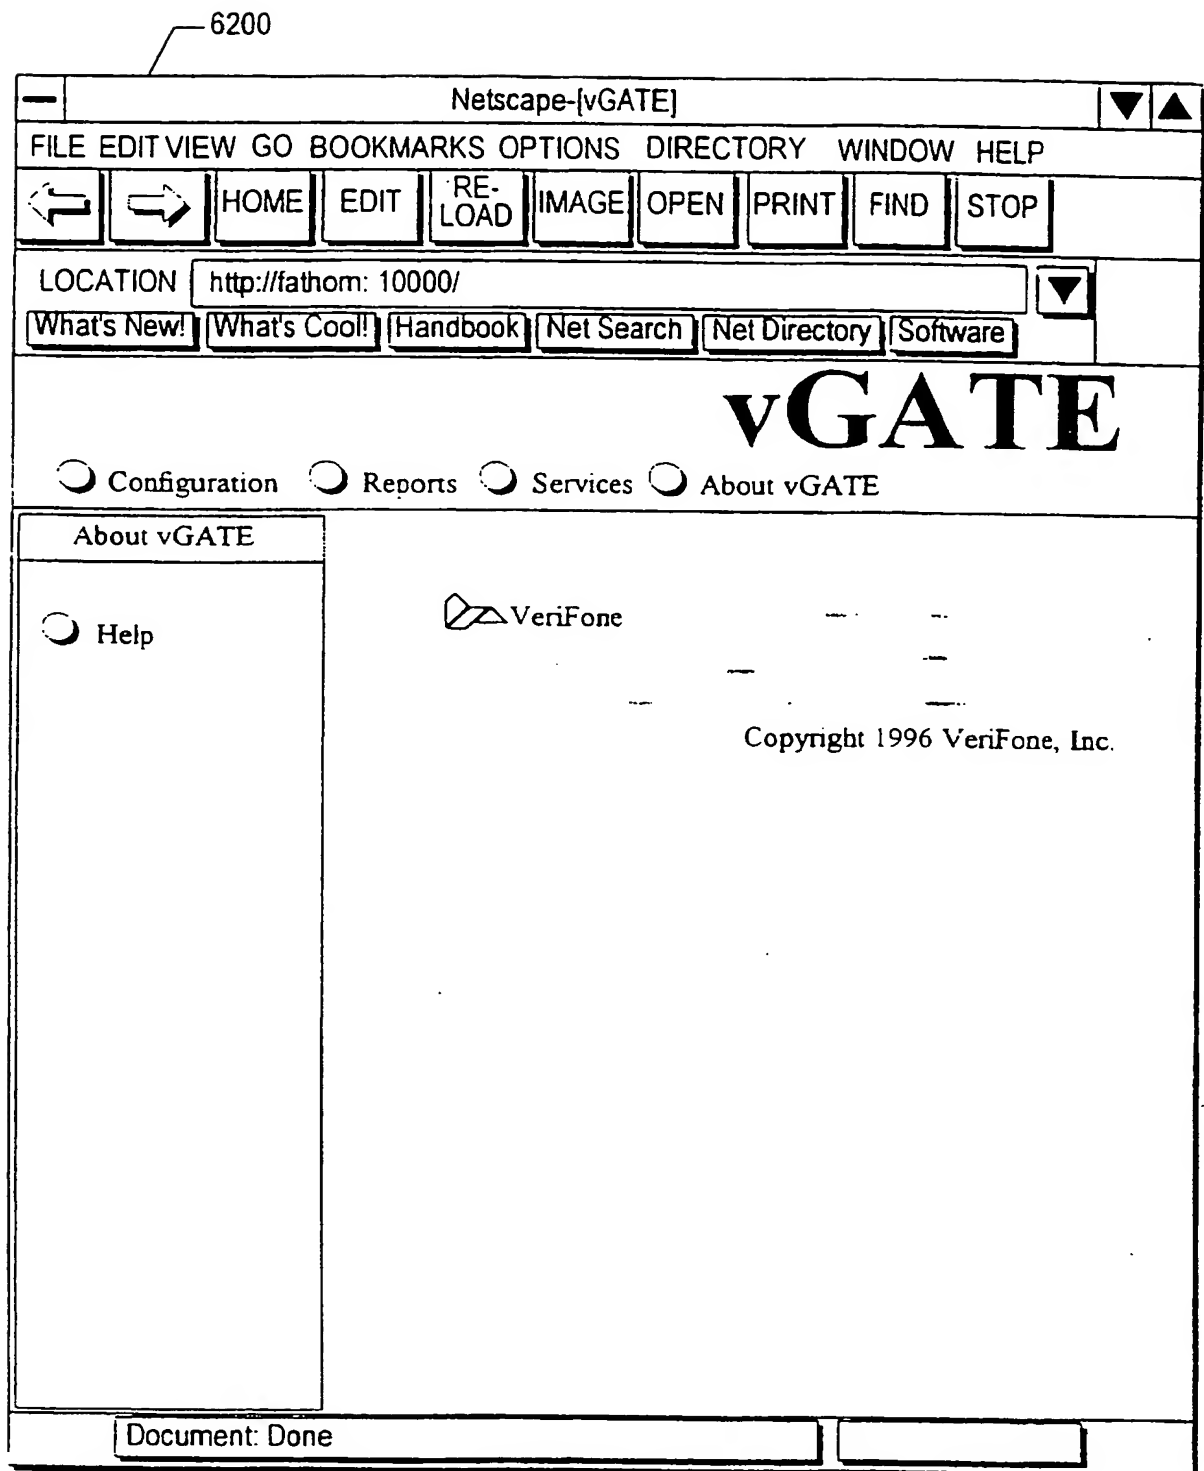 6200
Netscape-[vGATE]
FILE EDIT VIEW GO BOOKMARKS OPTIONS DIRECTORY WINDOW HELP
HOME EDIT RE-LOAD IMAGE OPEN PRINT FIND STOP
LOCATION http://fathom: 10000/
What's New! What's Cool! Handbook Net Search Net Directory Software
vGATE
Configuration Reports Services About vGATE
About vGATE
Help
VeriFone
Copyright 1996 VeriFone, Inc.
Document: Done